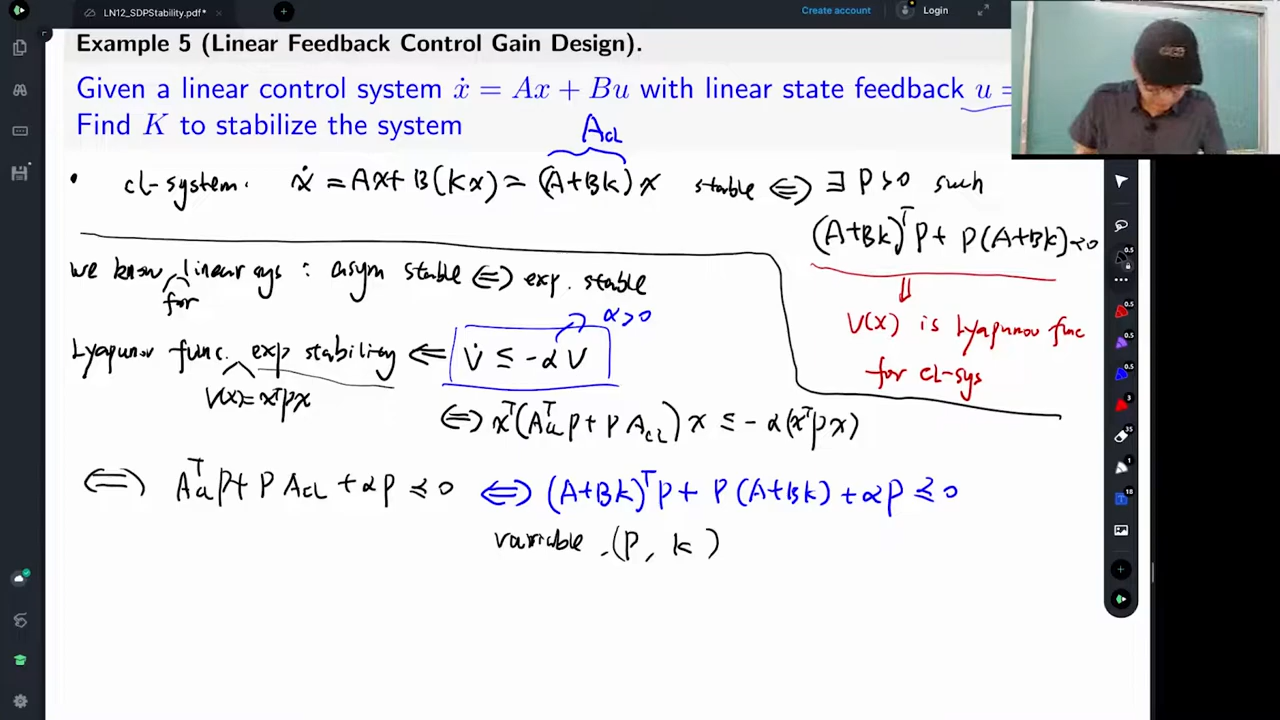 LN12_SDPStability.pdf*
Create account
Login
Example 5 (Linear Feedback Control Gain Design).
Given a linear control system ẋ = Ax + Bu with linear state feedback u =
Find K to stabilize the system
A_CL
• cl-system: ẋ = Ax + B(Kx) = (A+BK)x stable ⟺ ∃ P≻0 such
(A+BK)ᵀP + P(A+BK) ≺0
we know for linear sys : asym stable ⟺ exp. stable
⇓
V(x) is Lyapunov func
for CL-sys
α>0
Lyapunov func. exp stability ⟸ V̇ ≤ -αV
V(x)=xᵀPx
⟺ xᵀ(A_clᵀP + P A_cl)x ≤ -α(xᵀPx)
⟺ A_clᵀP + P A_cl + αP ≼ 0 ⟺ (A+BK)ᵀP + P(A+BK) + αP ≼ 0
variable (P, K)